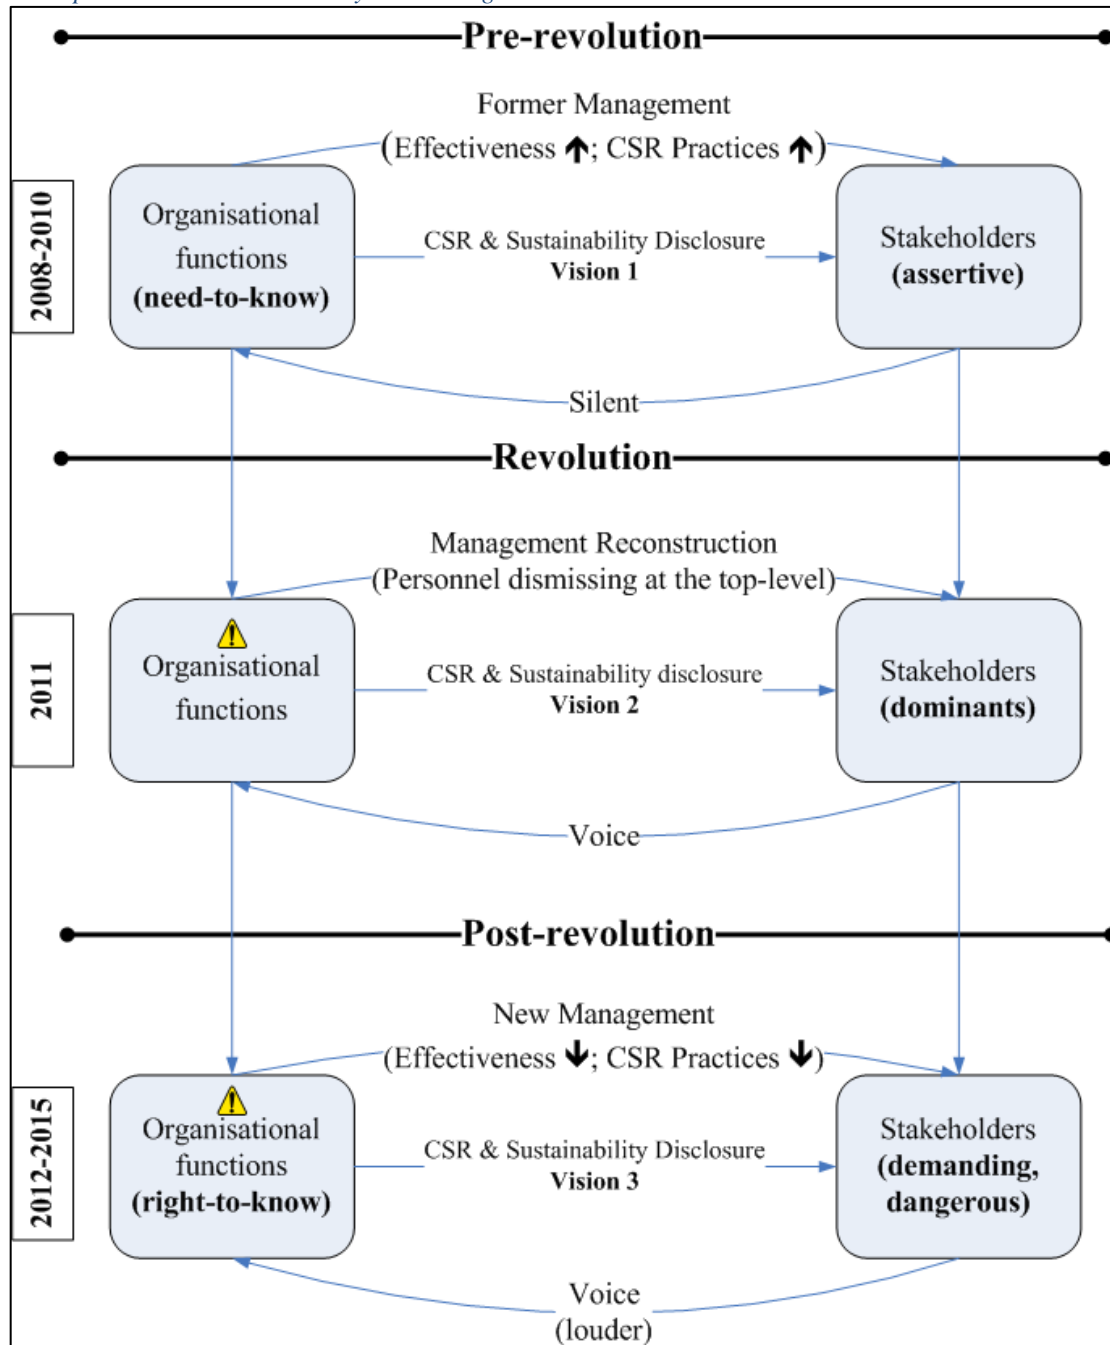 Pre-revolution
Former Management
(Effectiveness ↑; CSR Practices ↑)
2008-2010
Organisational
functions
(need-to-know)
CSR & Sustainability Disclosure
Vision 1
Stakeholders
(assertive)
Silent
Revolution
Management Reconstruction
(Personnel dismissing at the top-level)
2011
Organisational
functions
CSR & Sustainability disclosure
Vision 2
Stakeholders
(dominants)
Voice
Post-revolution
New Management
(Effectiveness ↓; CSR Practices ↓)
2012-2015
Organisational
functions
(right-to-know)
CSR & Sustainability Disclosure
Vision 3
Stakeholders
(demanding,
dangerous)
Voice
(louder)